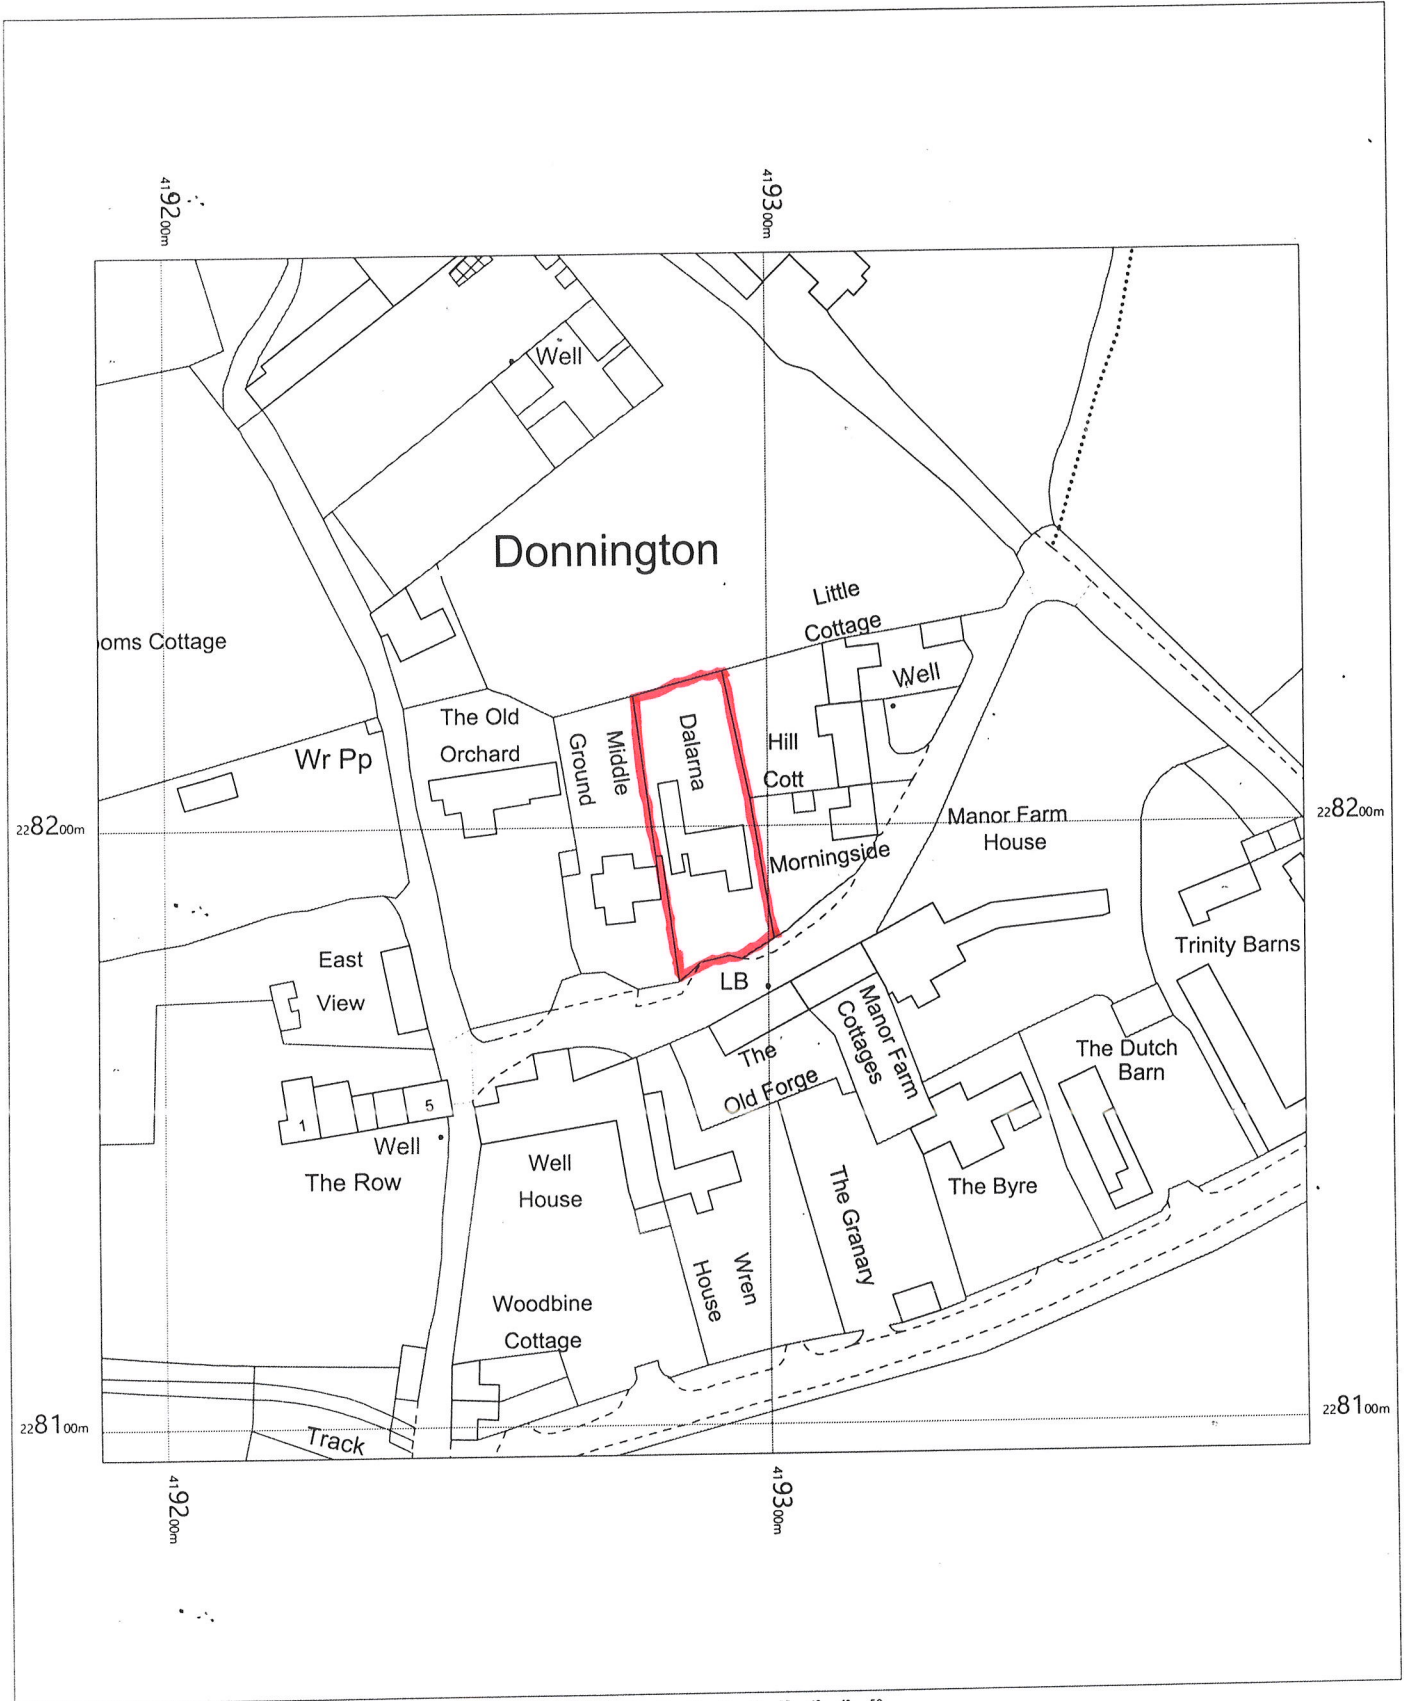 419200m
419300m
Well
Donnington
Little
Cottage
oms Cottage
Well
The Old
Orchard
Wr Pp
Middle
Ground
Dalarna
Hill
Cott
228200m
228200m
Manor Farm
House
Morningside
Trinity Barns
East
View
LB
Manor Farm
Cottages
The
Old Forge
The Dutch
Barn
1
5
Well
The Row
Well
House
The Byre
The Granary
Wren
House
Woodbine
Cottage
228100m
228100m
Track
419200m
419300m